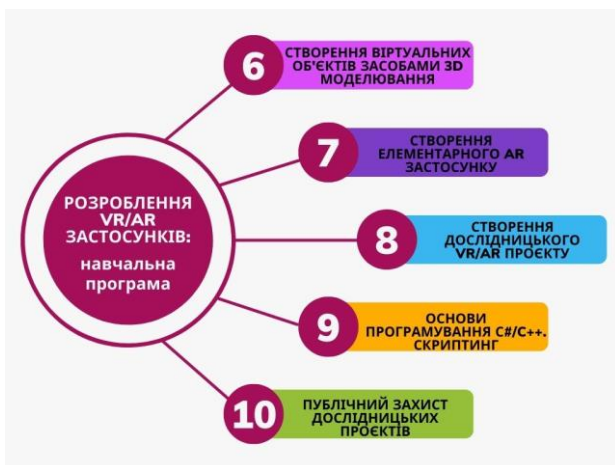 РОЗРОБЛЕННЯ
VR/AR
ЗАСТОСУНКІВ:
навчальна
програма
6
СТВОРЕННЯ ВІРТУАЛЬНИХ
ОБ'ЄКТІВ ЗАСОБАМИ 3D
МОДЕЛЮВАННЯ
7
СТВОРЕННЯ
ЕЛЕМЕНТАРНОГО AR
ЗАСТОСУНКУ
8
СТВОРЕННЯ
ДОСЛІДНИЦЬКОГО
VR/AR ПРОЄКТУ
9
ОСНОВИ
ПРОГРАМУВАННЯ C#/C++.
СКРИПТИНГ
10
ПУБЛІЧНИЙ ЗАХИСТ
ДОСЛІДНИЦЬКИХ
ПРОЄКТІВ